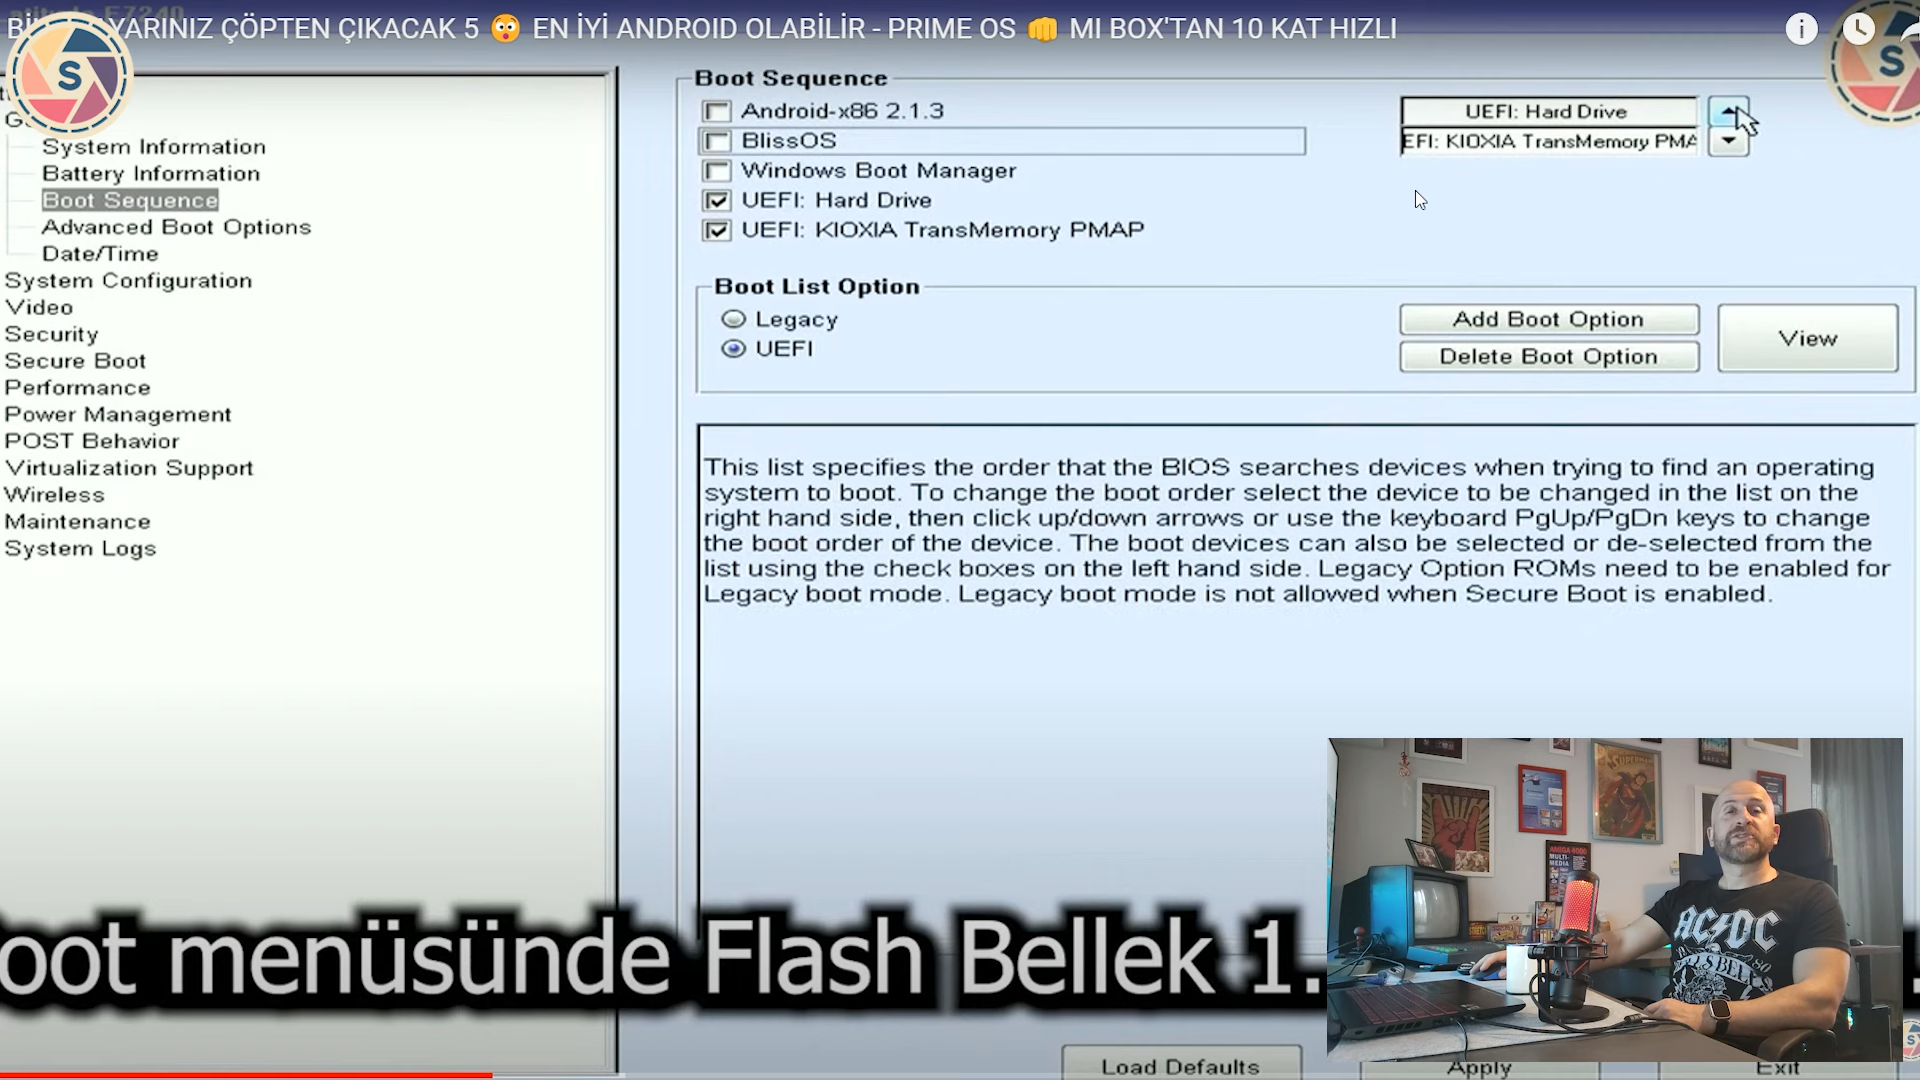 Bİ YARINIZ ÇÖPTEN ÇIKACAK 5 😲 EN İYİ ANDROID OLABİLİR - PRIME OS 👊 MI BOX'TAN 10 KAT HIZLI
S
S
System Information
Battery Information
Boot Sequence
Advanced Boot Options
Date/Time
System Configuration
Video
Security
Secure Boot
Performance
Power Management
POST Behavior
Virtualization Support
Wireless
Maintenance
System Logs
Boot Sequence
Android-x86 2.1.3
BlissOS
Windows Boot Manager
UEFI: Hard Drive
UEFI: KIOXIA TransMemory PMAP
UEFI: Hard Drive
EFI: KIOXIA TransMemory PMA
Boot List Option
Legacy
UEFI
Add Boot Option
Delete Boot Option
View
This list specifies the order that the BIOS searches devices when trying to find an operating
system to boot. To change the boot order select the device to be changed in the list on the
right hand side, then click up/down arrows or use the keyboard PgUp/PgDn keys to change
the boot order of the device. The boot devices can also be selected or de-selected from the
list using the check boxes on the left hand side. Legacy Option ROMs need to be enabled for
Legacy boot mode. Legacy boot mode is not allowed when Secure Boot is enabled.
oot menüsünde Flash Bellek 1.
SUPERMAN
AMIGA 4000
MULTI-
MEDIA
AC/DC
Load Defaults
Apply
Exit